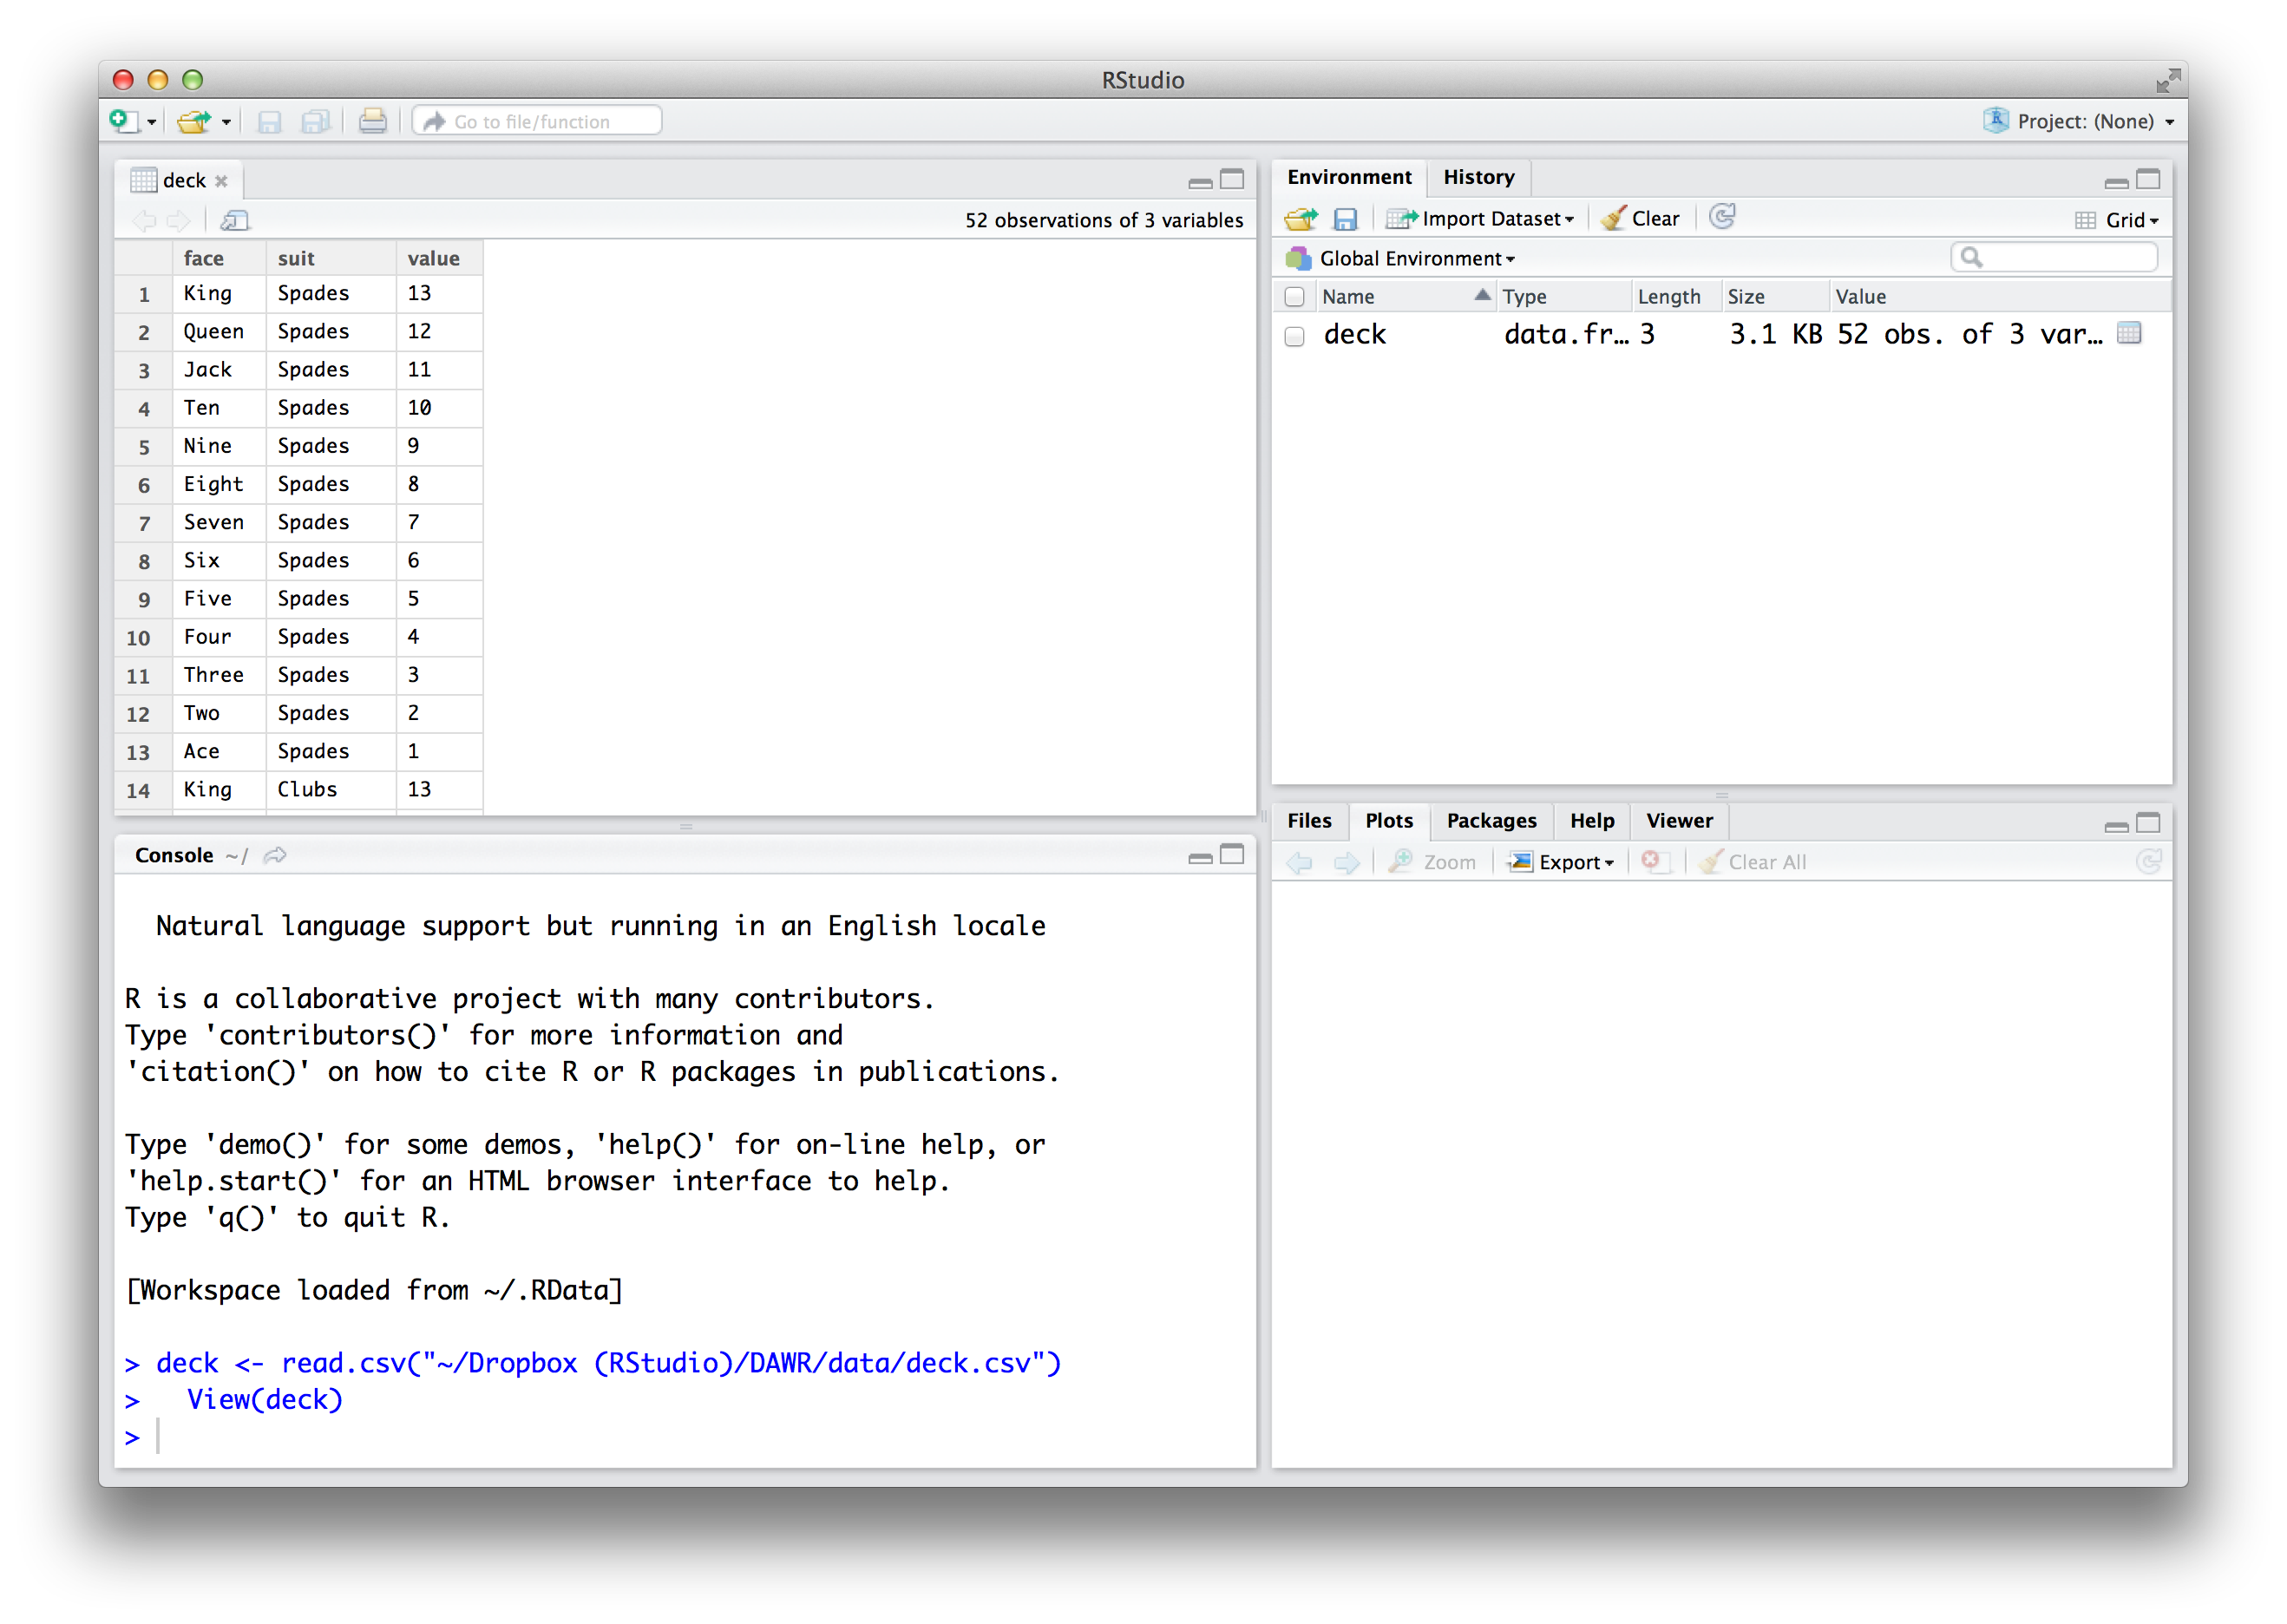 RStudio
Go to file/function
Project: (None)
deck
52 observations of 3 variables
face suit value
1 King Spades 13
2 Queen Spades 12
3 Jack Spades 11
4 Ten Spades 10
5 Nine Spades 9
6 Eight Spades 8
7 Seven Spades 7
8 Six Spades 6
9 Five Spades 5
10 Four Spades 4
11 Three Spades 3
12 Two Spades 2
13 Ace Spades 1
14 King Clubs 13
Console ~/
Natural language support but running in an English locale
R is a collaborative project with many contributors.
Type 'contributors()' for more information and
'citation()' on how to cite R or R packages in publications.
Type 'demo()' for some demos, 'help()' for on-line help, or
'help.start()' for an HTML browser interface to help.
Type 'q()' to quit R.
[Workspace loaded from ~/.RData]
> deck <- read.csv("~/Dropbox (RStudio)/DAWR/data/deck.csv")
>   View(deck)
>
Environment History
Import Dataset Clear Grid
Global Environment
Name Type Length Size Value
deck data.fr… 3 3.1 KB 52 obs. of 3 var…
Files Plots Packages Help Viewer
Zoom Export Clear All